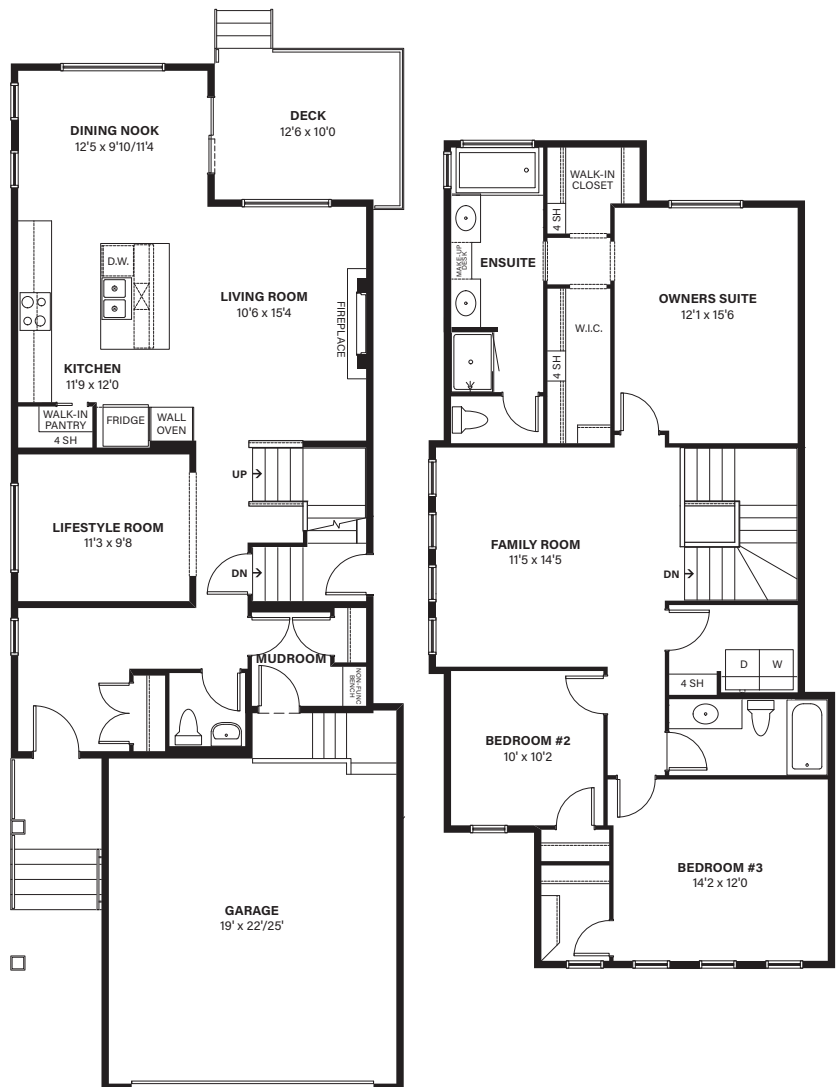 DINING NOOK
12'5 x 9'10/11'4
DECK
12'6 x 10'0
D.W.
LIVING ROOM
10'6 x 15'4
FIREPLACE
KITCHEN
11'9 x 12'0
WALK-IN
PANTRY
4 SH
FRIDGE
WALL
OVEN
UP
LIFESTYLE ROOM
11'3 x 9'8
DN
MUDROOM
NON-FUNC
BENCH
GARAGE
19' x 22'/25'
WALK-IN
CLOSET
4 SH
MAKE-UP
DESK
ENSUITE
OWNERS SUITE
12'1 x 15'6
W.I.C.
4 SH
FAMILY ROOM
11'5 x 14'5
DN
D
W
4 SH
BEDROOM #2
10' x 10'2
BEDROOM #3
14'2 x 12'0